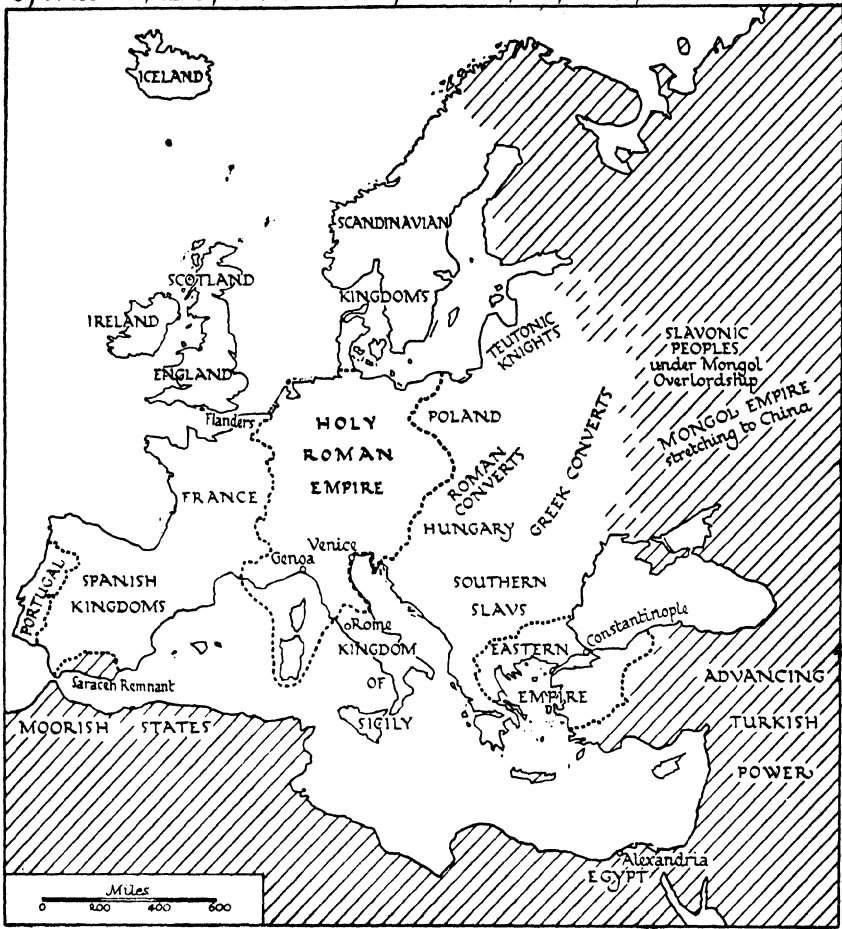 ICELAND
SCANDINAVIAN
KINGDOMS
SCOTLAND
IRELAND
ENGLAND
TEUTONIC
KNIGHTS
SLAVONIC
PEOPLES
under Mongol
Overlordship
MONGOL EMPIRE
stretching to China
Flanders
HOLY
ROMAN
EMPIRE
POLAND
ROMAN
CONVERTS
GREEK CONVERTS
FRANCE
HUNGARY
Venice
Genoa
PORTUGAL
SPANISH
KINGDOMS
SOUTHERN
SLAVS
Rome
KINGDOM
OF
SICILY
Constantinople
EASTERN
EMPIRE
Saracen Remnant
MOORISH STATES
ADVANCING
TURKISH
POWER
Alexandria
EGYPT
Miles
0 200 400 600